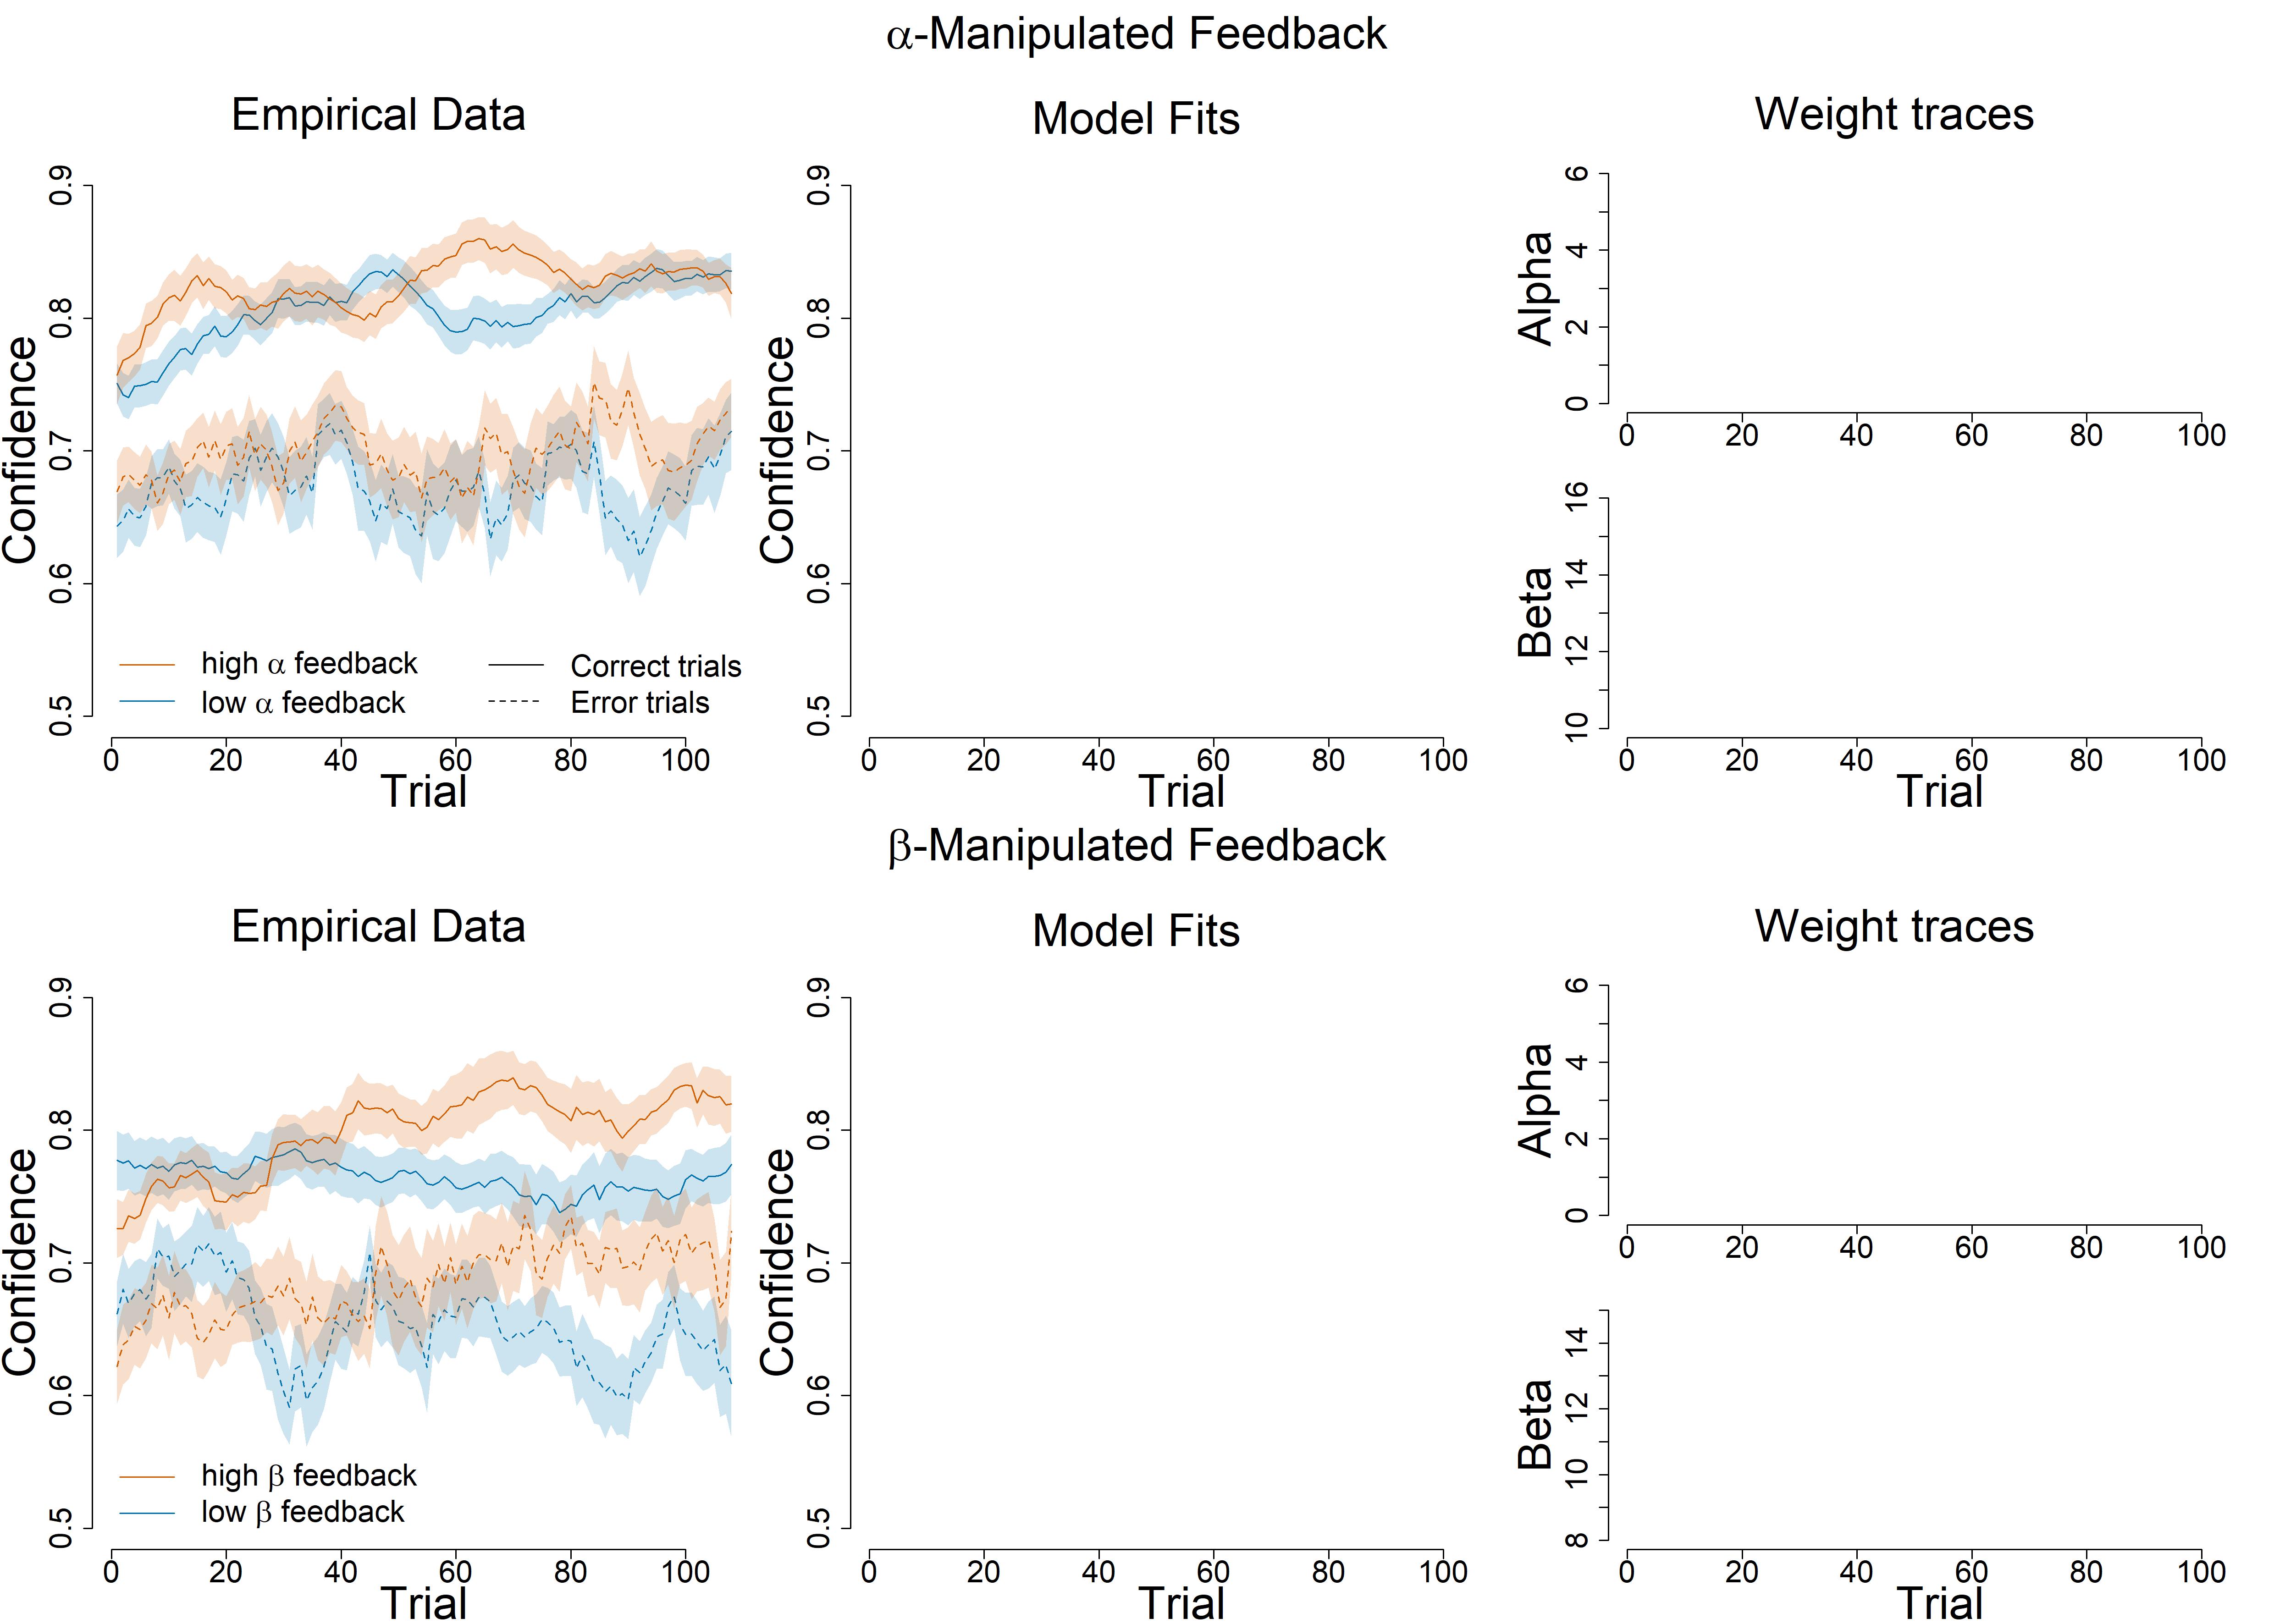 α-Manipulated Feedback
Empirical Data
Model Fits
Weight traces
Confidence
0.5 0.6 0.7 0.8 0.9
high α feedback
low α feedback
Correct trials
Error trials
0 20 40 60 80 100
Trial
Confidence
0.5 0.6 0.7 0.8 0.9
0 20 40 60 80 100
Trial
Alpha
0 2 4 6
0 20 40 60 80 100
Beta
10 12 14 16
0 20 40 60 80 100
Trial
β-Manipulated Feedback
Empirical Data
Model Fits
Weight traces
Confidence
0.5 0.6 0.7 0.8 0.9
high β feedback
low β feedback
0 20 40 60 80 100
Trial
Confidence
0.5 0.6 0.7 0.8 0.9
0 20 40 60 80 100
Trial
Alpha
0 2 4 6
0 20 40 60 80 100
Beta
8 10 12 14
0 20 40 60 80 100
Trial